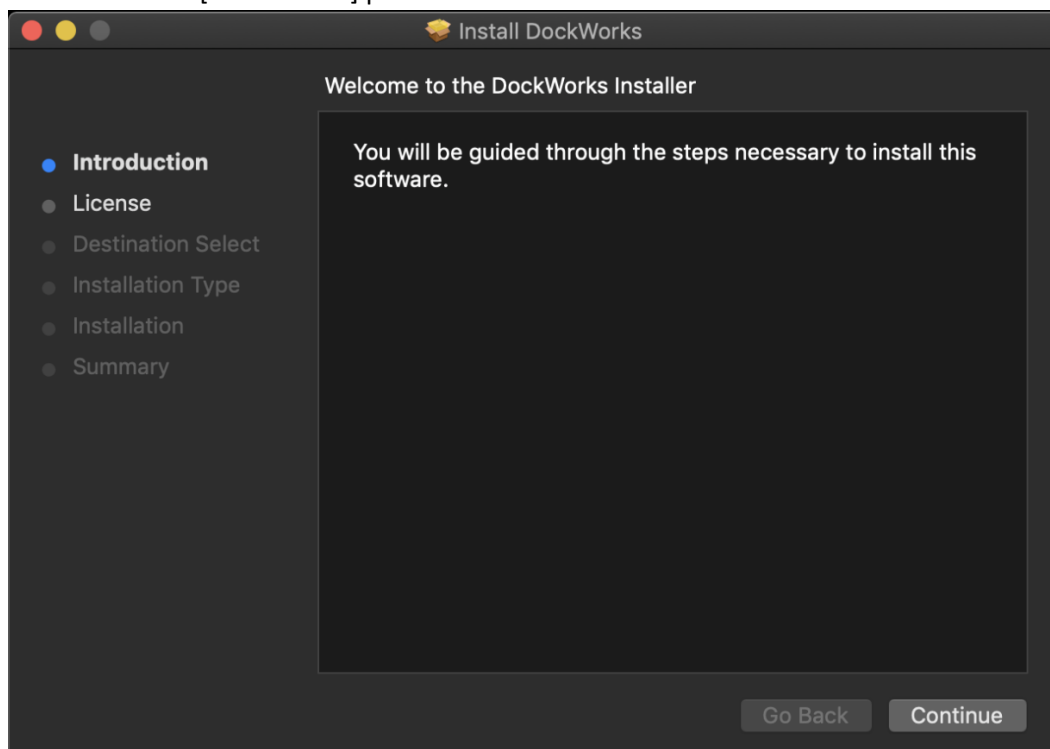 Install DockWorks
Welcome to the DockWorks Installer
Introduction
License
Destination Select
Installation Type
Installation
Summary
You will be guided through the steps necessary to install this
software.
Go Back
Continue